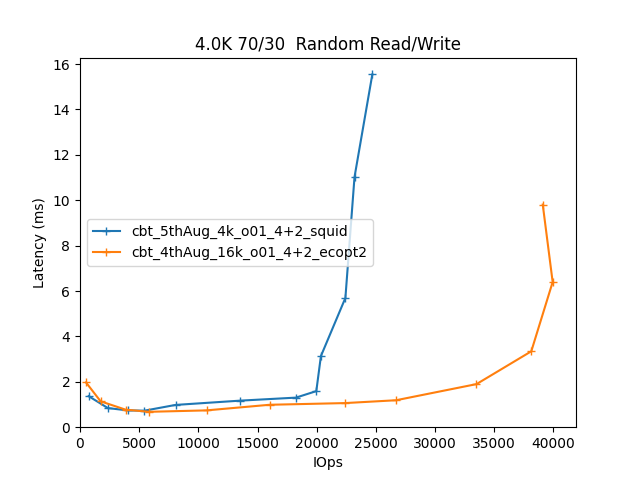 4.0K 70/30  Random Read/Write
16
14
12
10
8
6
4
2
0
Latency (ms)
cbt_5thAug_4k_o01_4+2_squid
cbt_4thAug_16k_o01_4+2_ecopt2
0 5000 10000 15000 20000 25000 30000 35000 40000
IOps